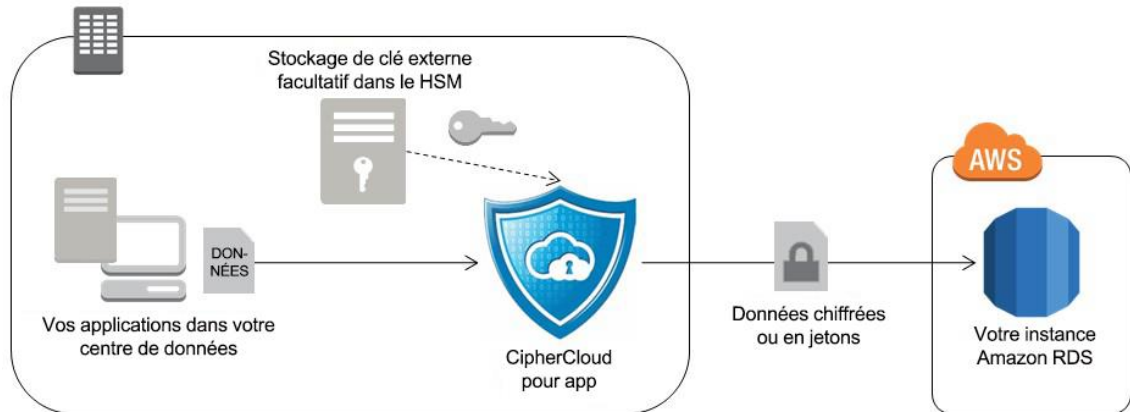 Stockage de clé externe
facultatif dans le HSM
AWS
DON-
NÉES
Vos applications dans votre
centre de données
CipherCloud
pour app
Données chiffrées
ou en jetons
Votre instance
Amazon RDS